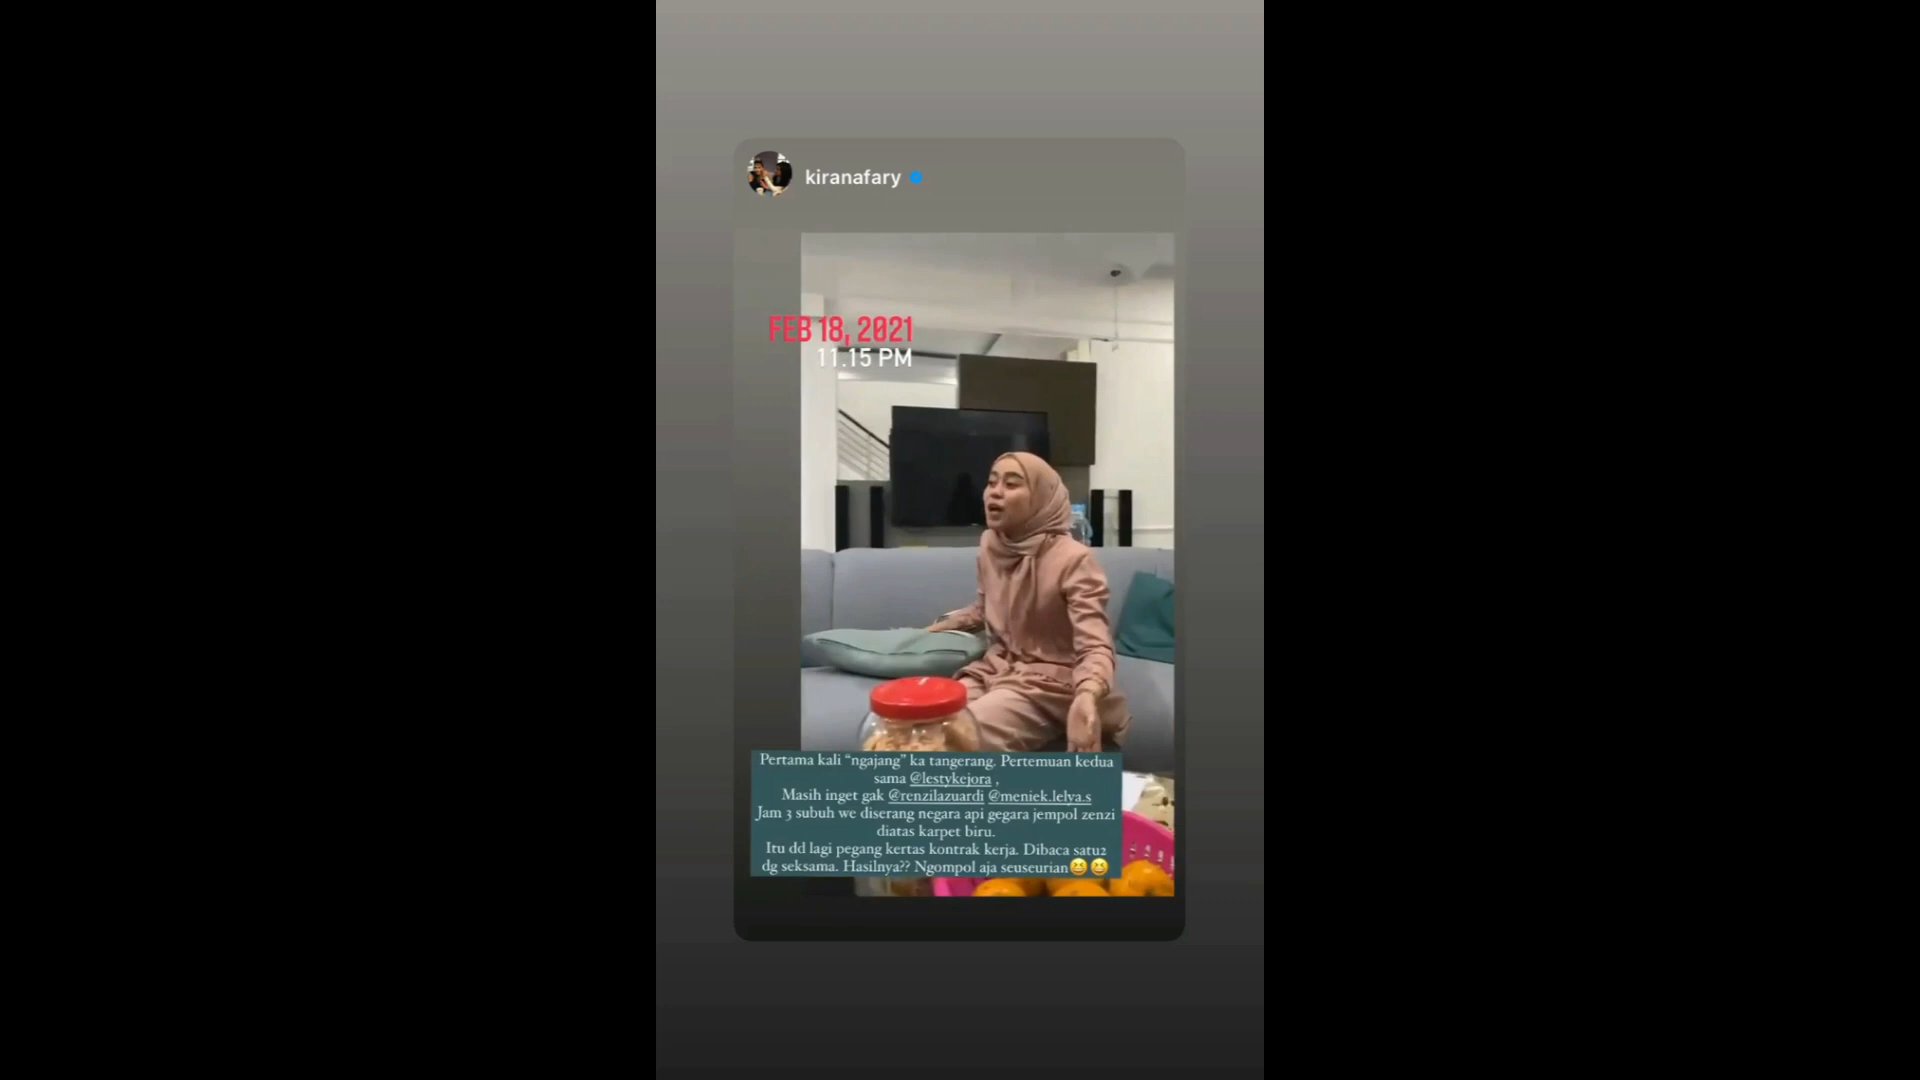 kiranafary
FEB 18, 2021
11.15 PM
Pertama kali “ngajang” ka tangerang. Pertemuan kedua
sama @lestykejora ,
Masih inget gak @renzilazuardi @meniek.lelya.s
Jam 3 subuh we diserang negara api gegara jempol zenzi
diatas karpet biru.
Itu dd lagi pegang kertas kontrak kerja. Dibaca satu2
dg seksama. Hasilnya?? Ngompol aja seuseurian😆😆